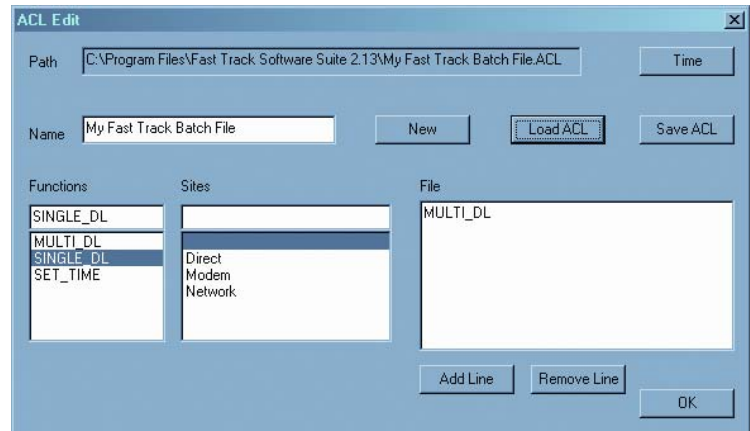 ACL Edit
Path C:\Program Files\Fast Track Software Suite 2.13\My Fast Track Batch File.ACL Time
Name My Fast Track Batch File New Load ACL Save ACL
Functions Sites File
SINGLE_DL
MULTI_DL
SINGLE_DL
SET_TIME
Direct
Modem
Network
MULTI_DL
Add Line Remove Line
OK